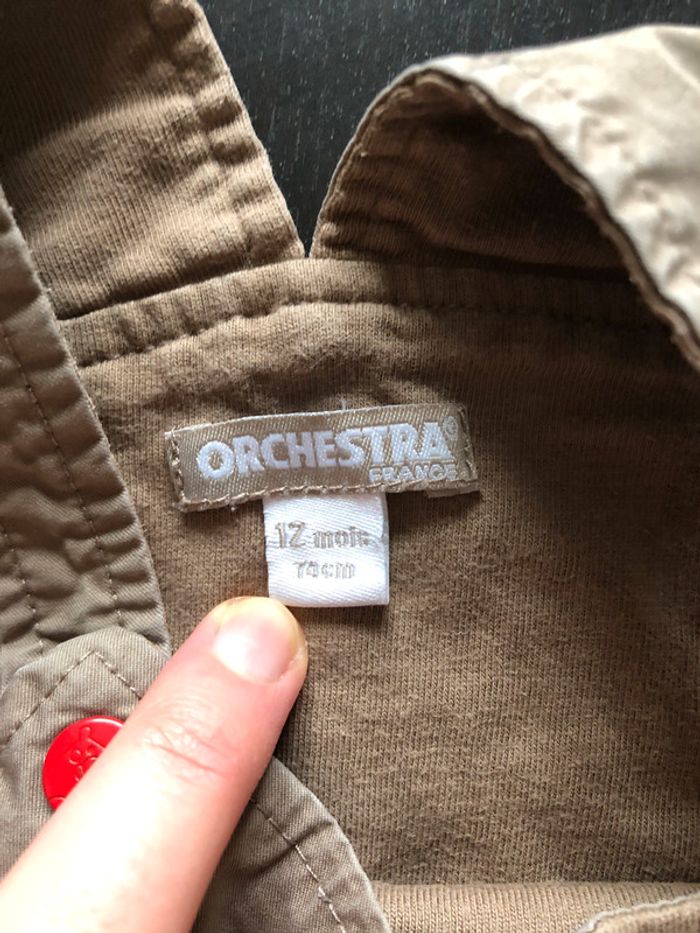 ORCHESTRA®
FRANCE
12 mois
74cm